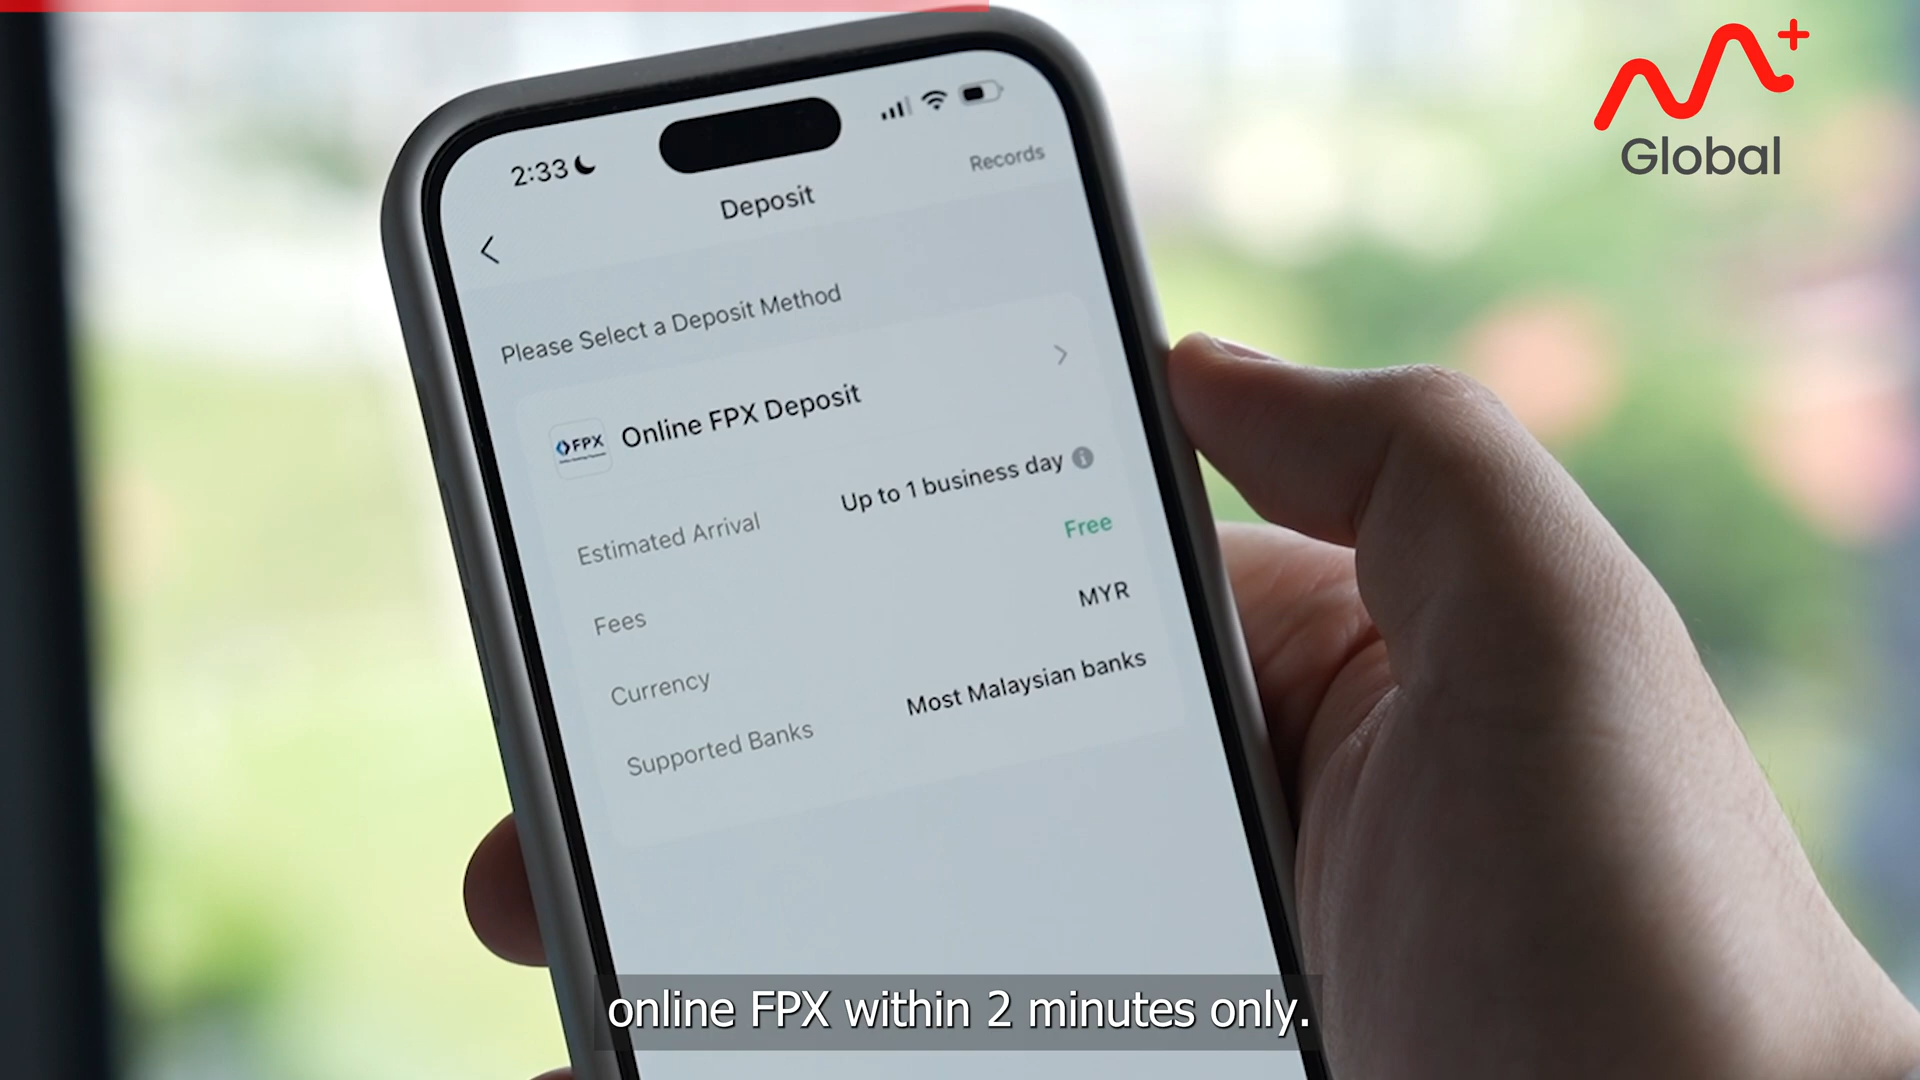 Global
2:33
Records
Deposit
Please Select a Deposit Method
FPX
Online FPX Deposit
Estimated Arrival Up to 1 business day
Fees Free
Currency MYR
Supported Banks Most Malaysian banks
online FPX within 2 minutes only.